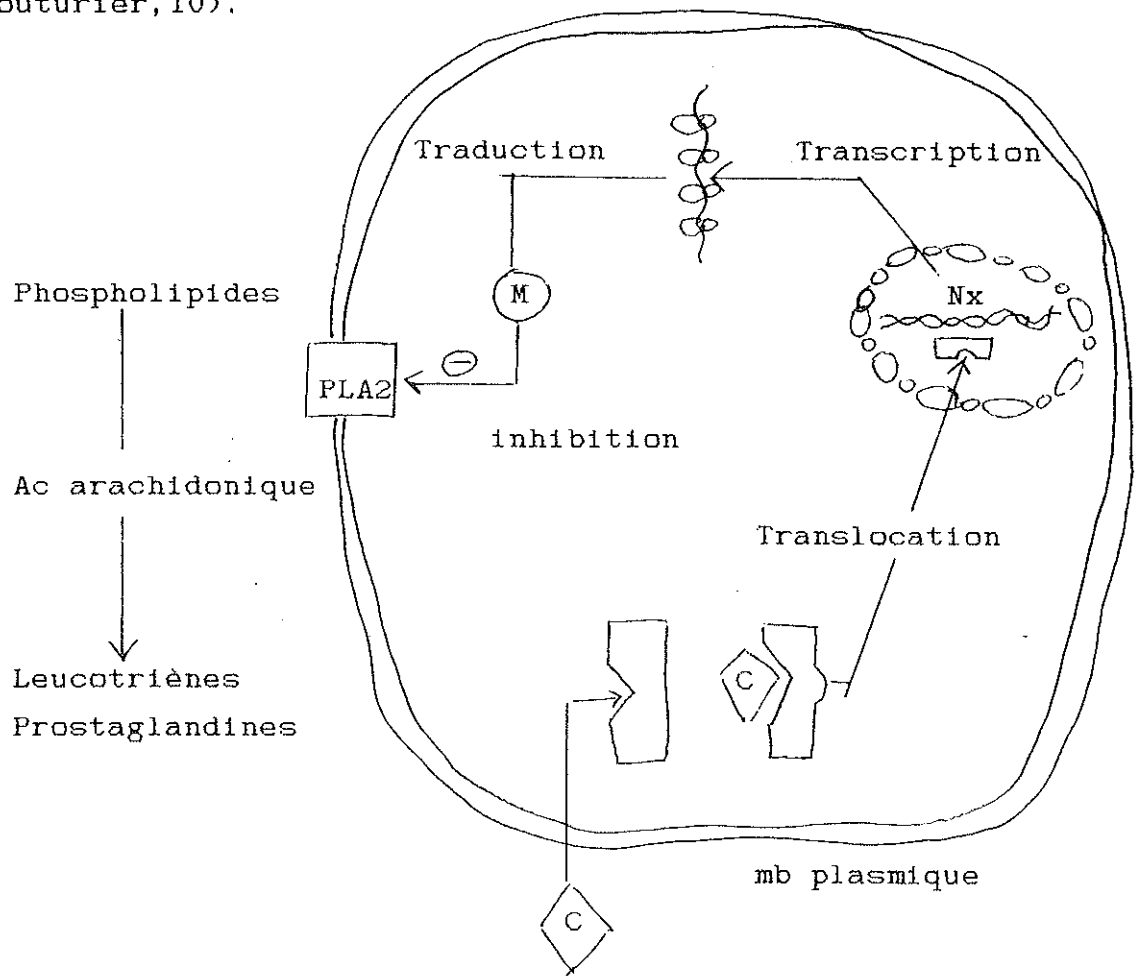 outurier,10).
Traduction
Transcription
Phospholipides
M
Nx
PLA2
−
inhibition
Ac arachidonique
Translocation
Leucotriènes
Prostaglandines
C
C
mb plasmique